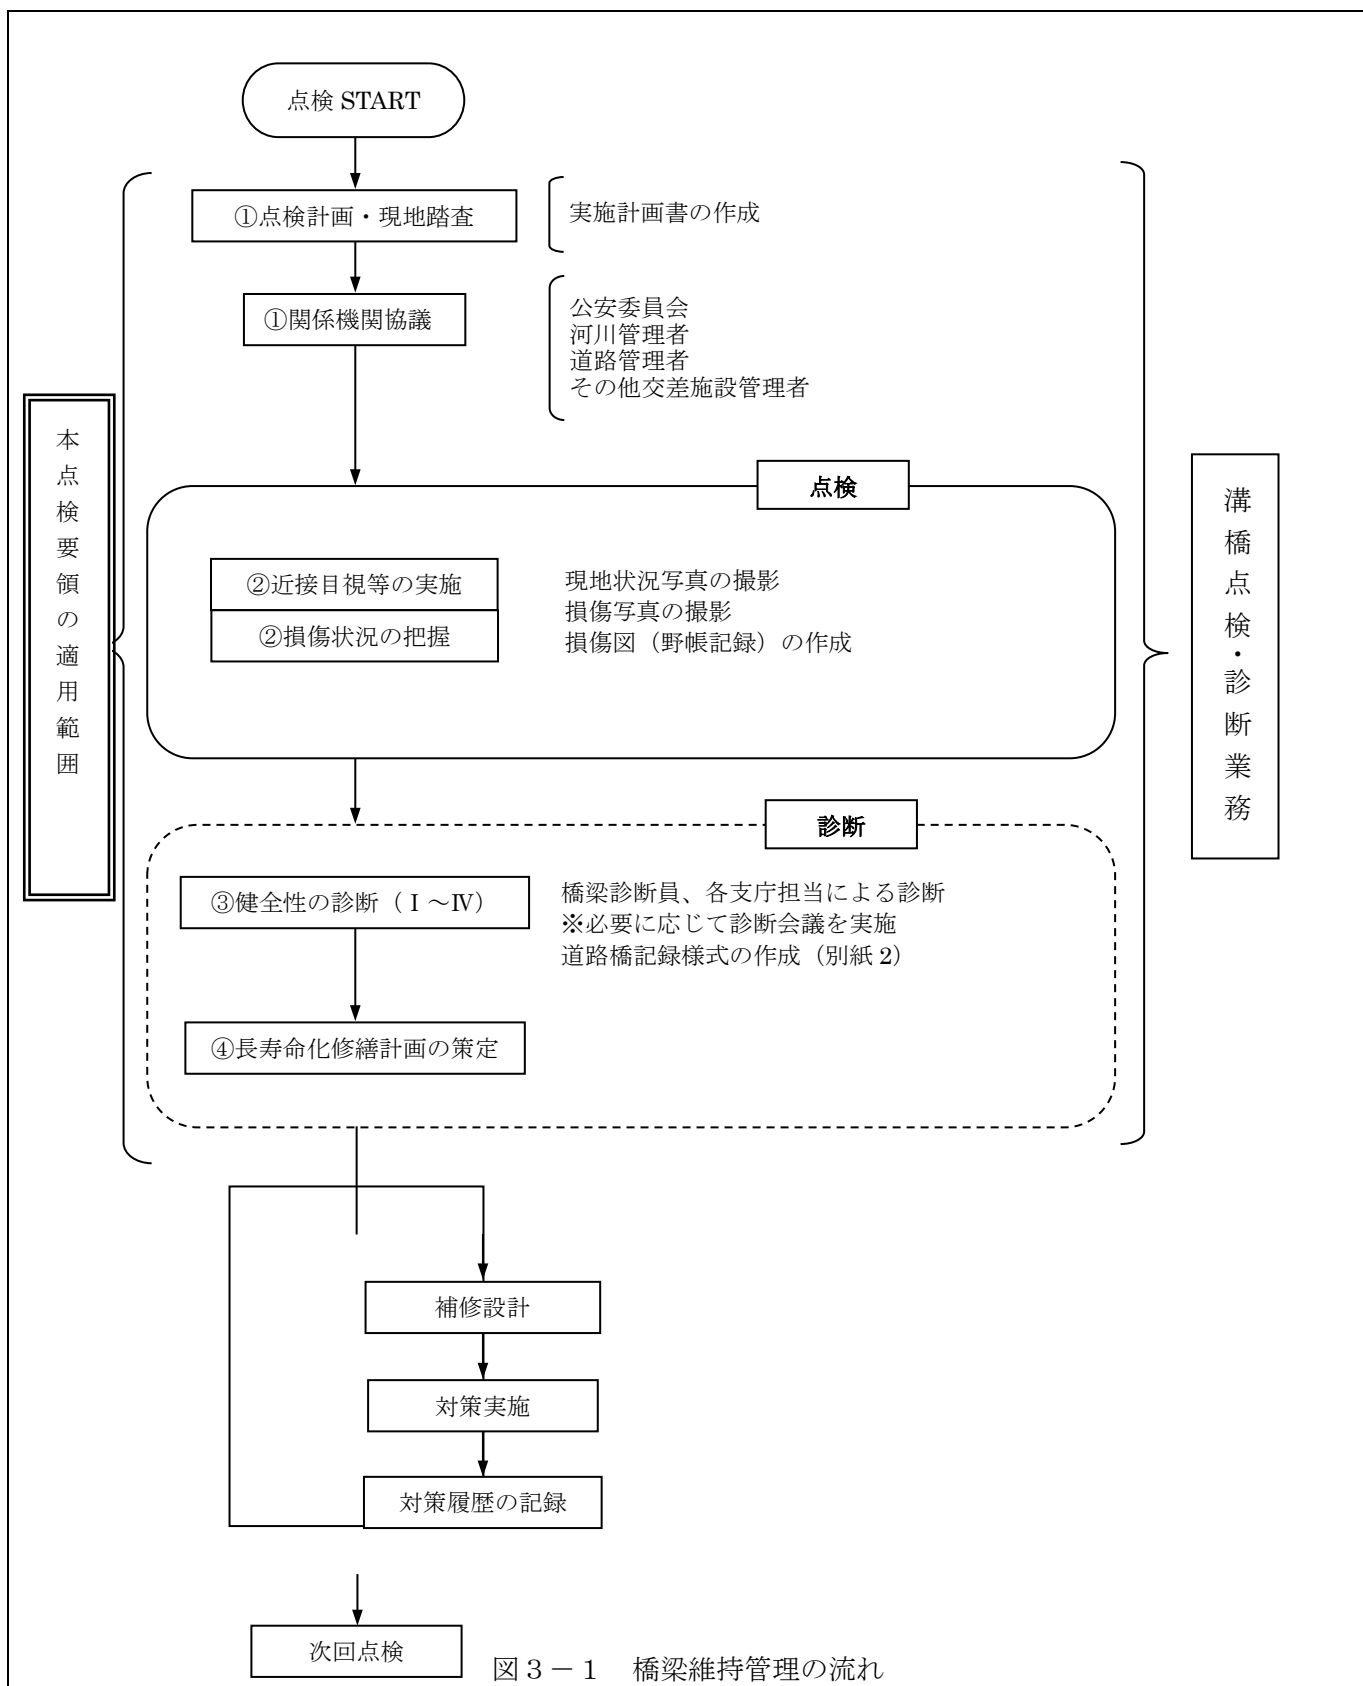 点検 START
①点検計画・現地踏査
実施計画書の作成
①関係機関協議
公安委員会
河川管理者
道路管理者
その他交差施設管理者
本点検要領の適用範囲
点検
②近接目視等の実施
②損傷状況の把握
現地状況写真の撮影
損傷写真の撮影
損傷図（野帳記録）の作成
溝橋点検・診断業務
診断
③健全性の診断（Ⅰ～Ⅳ）
橋梁診断員、各支庁担当による診断
※必要に応じて診断会議を実施
道路橋記録様式の作成（別紙 2）
④長寿命化修繕計画の策定
補修設計
対策実施
対策履歴の記録
次回点検
図３－１　橋梁維持管理の流れ